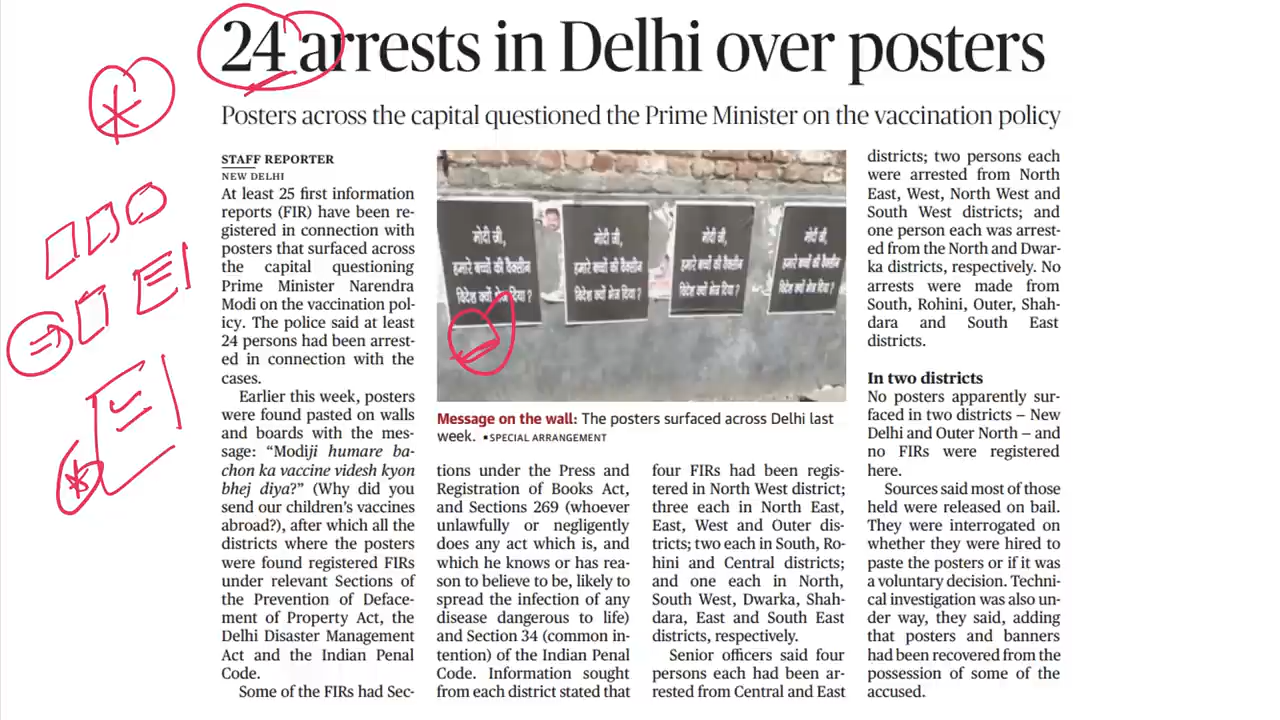 24 arrests in Delhi over posters
Posters across the capital questioned the Prime Minister on the vaccination policy
STAFF REPORTER
NEW DELHI
At least 25 first information
reports (FIR) have been re-
gistered in connection with
posters that surfaced across
the capital questioning
Prime Minister Narendra
Modi on the vaccination pol-
icy. The police said at least
24 persons had been arrest-
ed in connection with the
cases.
Earlier this week, posters
were found pasted on walls
and boards with the mes-
sage: “Modiji humare ba-
chon ka vaccine videsh kyon
bhej diya?” (Why did you
send our children’s vaccines
abroad?), after which all the
districts where the posters
were found registered FIRs
under relevant Sections of
the Prevention of Deface-
ment of Property Act, the
Delhi Disaster Management
Act and the Indian Penal
Code.
Some of the FIRs had Sec-
मोदी जी,
हमारे बच्चों की वैक्सीन
विदेश क्यों भेज दिया ?
मोदी जी,
हमारे बच्चों की वैक्सीन
विदेश क्यों भेज दिया ?
मोदी जी,
हमारे बच्चों की वैक्सीन
विदेश क्यों भेज दिया ?
मोदी जी,
हमारे बच्चों की वैक्सीन
विदेश क्यों भेज दिया ?
Message on the wall: The posters surfaced across Delhi last
week. ▪SPECIAL ARRANGEMENT
tions under the Press and
Registration of Books Act,
and Sections 269 (whoever
unlawfully or negligently
does any act which is, and
which he knows or has rea-
son to believe to be, likely to
spread the infection of any
disease dangerous to life)
and Section 34 (common in-
tention) of the Indian Penal
Code. Information sought
from each district stated that
four FIRs had been regis-
tered in North West district;
three each in North East,
East, West and Outer dis-
tricts; two each in South, Ro-
hini and Central districts;
and one each in North,
South West, Dwarka, Shah-
dara, East and South East
districts, respectively.
Senior officers said four
persons each had been ar-
rested from Central and East
districts; two persons each
were arrested from North
East, West, North West and
South West districts; and
one person each was arrest-
ed from the North and Dwar-
ka districts, respectively. No
arrests were made from
South, Rohini, Outer, Shah-
dara and South East
districts.
In two districts
No posters apparently sur-
faced in two districts – New
Delhi and Outer North – and
no FIRs were registered
here.
Sources said most of those
held were released on bail.
They were interrogated on
whether they were hired to
paste the posters or if it was
a voluntary decision. Techni-
cal investigation was also un-
der way, they said, adding
that posters and banners
had been recovered from the
possession of some of the
accused.